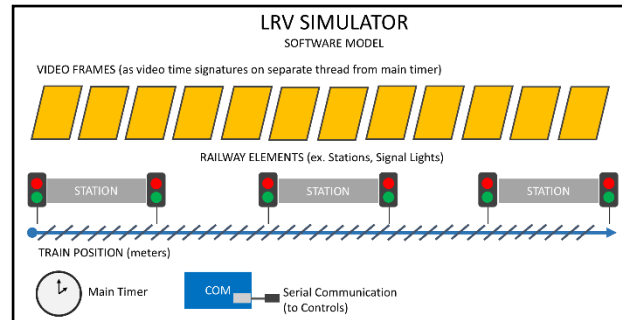 LRV SIMULATOR
SOFTWARE MODEL
VIDEO FRAMES (as video time signatures on separate thread from main timer)
RAILWAY ELEMENTS (ex. Stations, Signal Lights)
STATION
STATION
STATION
TRAIN POSITION (meters)
Main Timer
COM
Serial Communication
(to Controls)